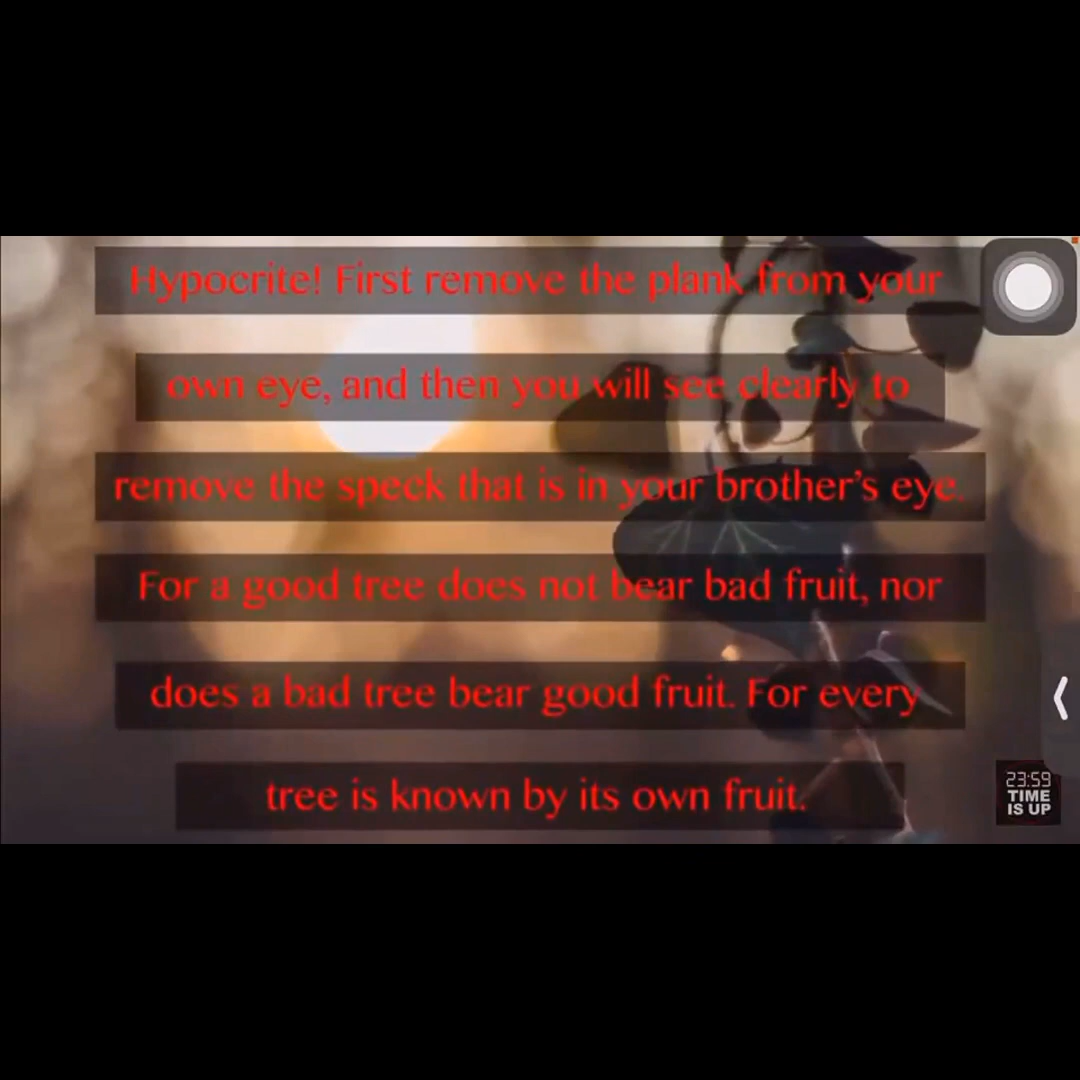 Hypocrite! First remove the plank from your
own eye, and then you will see clearly to
remove the speck that is in your brother's eye.
For a good tree does not bear bad fruit, nor
does a bad tree bear good fruit. For every
tree is known by its own fruit.
23:59
TIME
IS UP